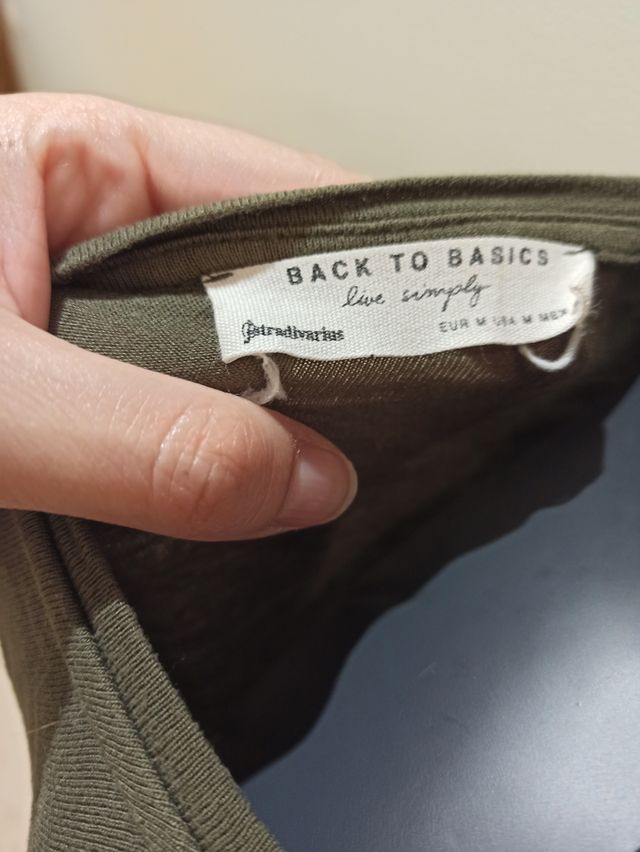 BACK TO BASICS
live simply
stradivarius
EUR M USA M MEX